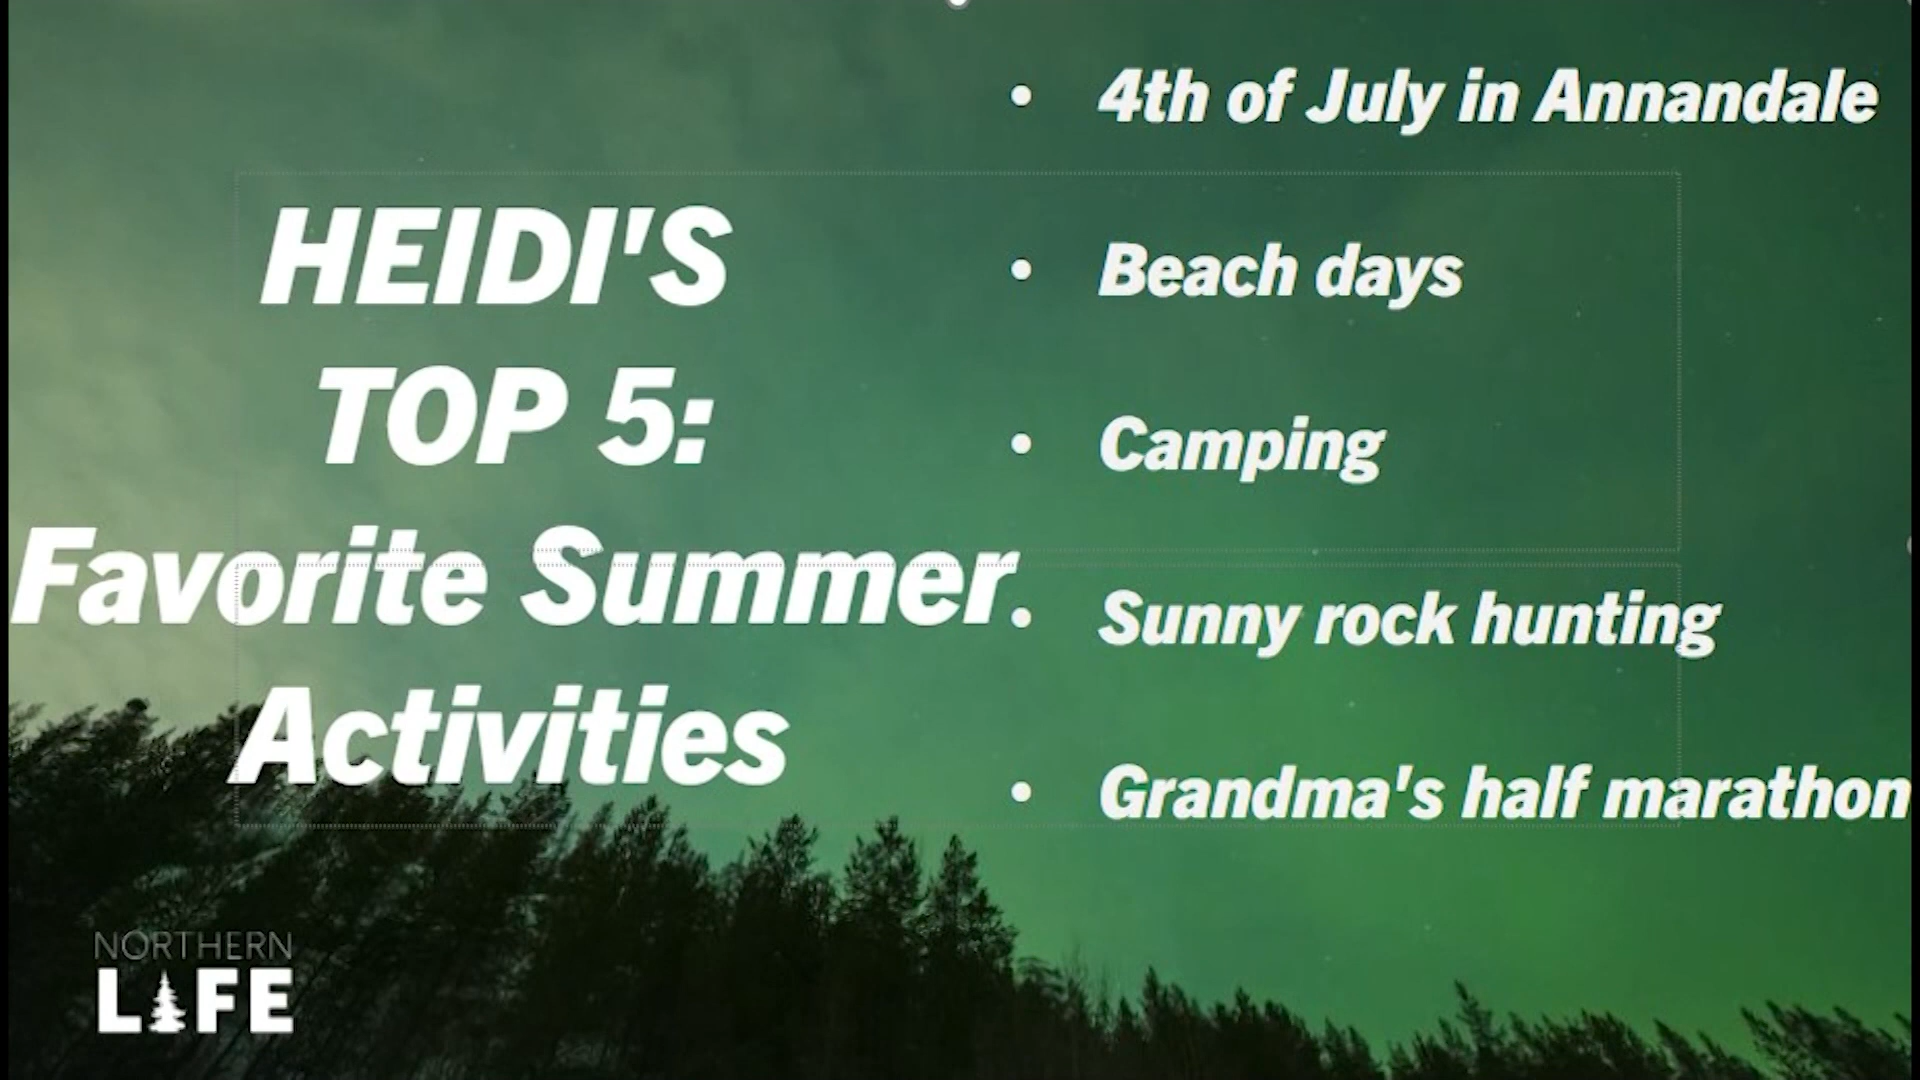 HEIDI'S
TOP 5:
Favorite Summer
Activities
• 4th of July in Annandale
• Beach days
• Camping
• Sunny rock hunting
• Grandma's half marathon
NORTHERN
LIFE